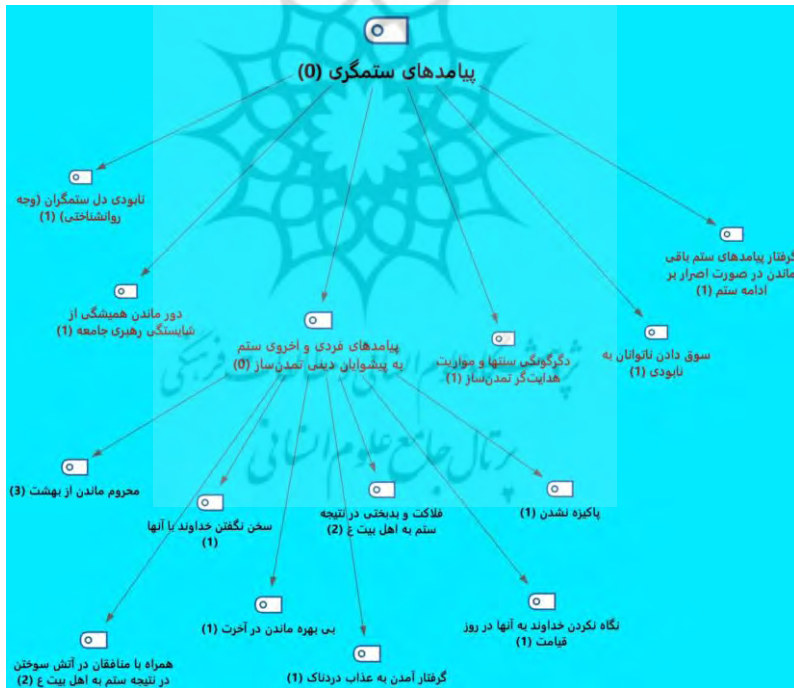 پیامدهای ستمگری (0)
نابودی دل ستمگران (وجه
روانشناختی) (1)
گرفتار پیامدهای ستم باقی
ماندن در صورت اصرار بر
ادامه ستم (1)
دور ماندن همیشگی از
شایستگی رهبری جامعه (1)
پیامدهای فردی و اخروی ستم
به پیشوایان دینی تمدن‌ساز (0)
دگرگونگی سنتها و مواریث
هدایت‌گر تمدن‌ساز (1)
سوق دادن ناتوانان به
نابودی (1)
پرتال جامع علوم انسانی
محروم ماندن از بهشت (3)
سخن نگفتن خداوند با آنها
(1)
فلاکت و بدبختی در نتیجه
ستم به اهل بیت ع (2)
پاکیزه نشدن (1)
همراه با منافقان در آتش سوختن
در نتیجه ستم به اهل بیت ع (2)
بی بهره ماندن در آخرت (1)
گرفتار آمدن به عذاب دردناک (1)
نگاه نکردن خداوند به آنها در روز
قیامت (1)